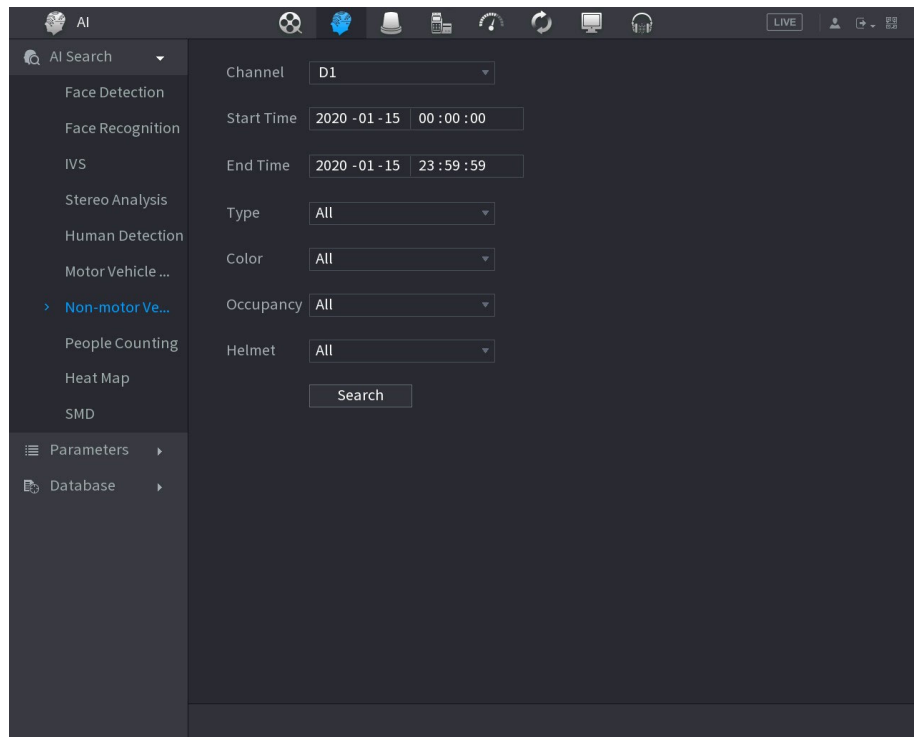 AI
LIVE
AI Search
Face Detection
Face Recognition
IVS
Stereo Analysis
Human Detection
Motor Vehicle ...
Non-motor Ve...
People Counting
Heat Map
SMD
Parameters
Database
Channel D1
Start Time 2020 -01 -15 00 :00 :00
End Time 2020 -01 -15 23 :59 :59
Type All
Color All
Occupancy All
Helmet All
Search